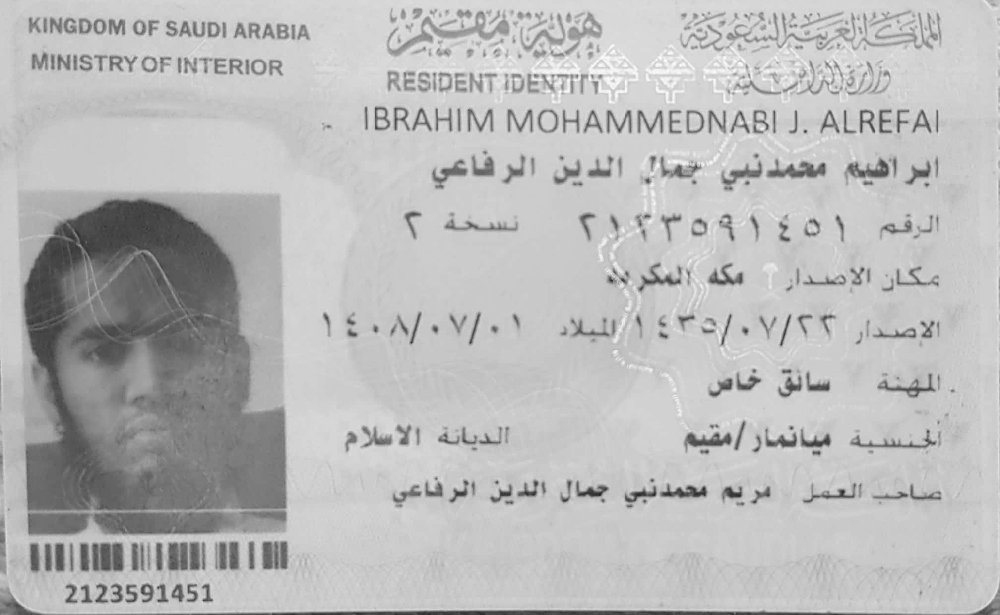 KINGDOM OF SAUDI ARABIA
MINISTRY OF INTERIOR
هوية مقيم
RESIDENT IDENTITY
المملكة العربية السعودية
وزارة الداخلية
IBRAHIM MOHAMMEDNABI J. ALREFAI
ابراهيم محمدنبي جمال الدين الرفاعي
الرقم ٢١٢٣٥٩١٤٥١ نسخة ٢
مكان الإصدار مكه المكرمه
الإصدار ١٤٣٥/٠٧/٢٣ الميلاد ١٤٠٨/٠٧/٠١
المهنة سائق خاص
الجنسية ميانمار/مقيم الديانة الاسلام
صاحب العمل مريم محمدنبي جمال الدين الرفاعي
2123591451